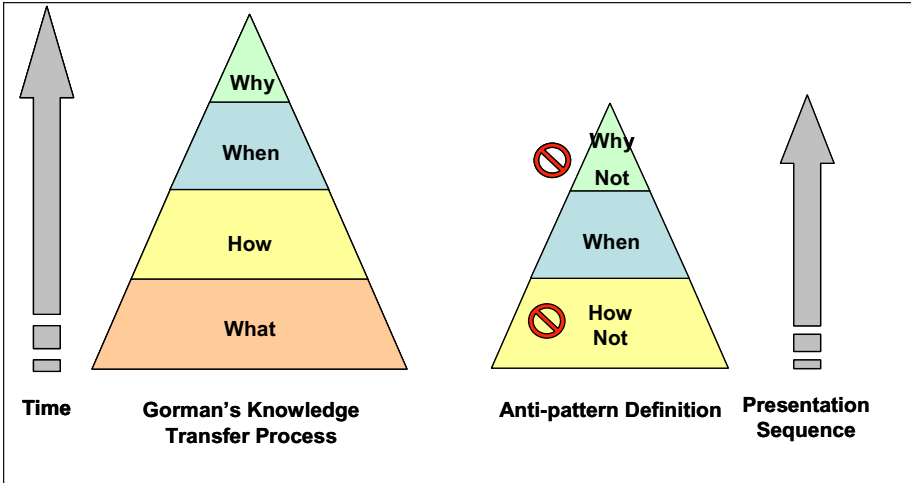 Why
When
How
What
Time
Gorman's Knowledge
Transfer Process
Why
Not
When
How
Not
Anti-pattern Definition
Presentation
Sequence